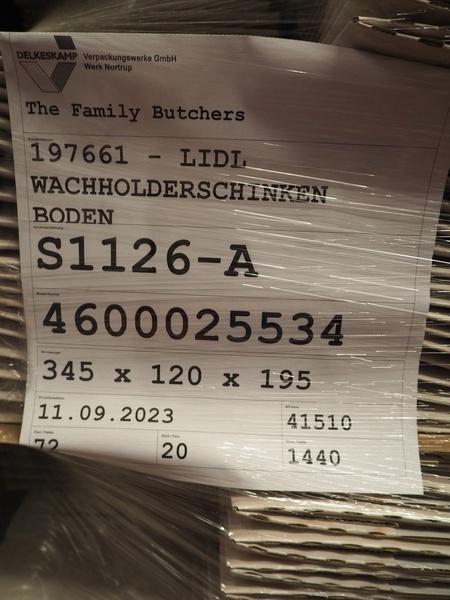 DELKESKAMP
Verpackungswerke GmbH
Werk Nortrup
The Family Butchers
197661 - LIDL
WACHHOLDERSCHINKEN
BODEN
S1126-A
4600025534
345 x 120 x 195
11.09.2023
41510
72
20
1440